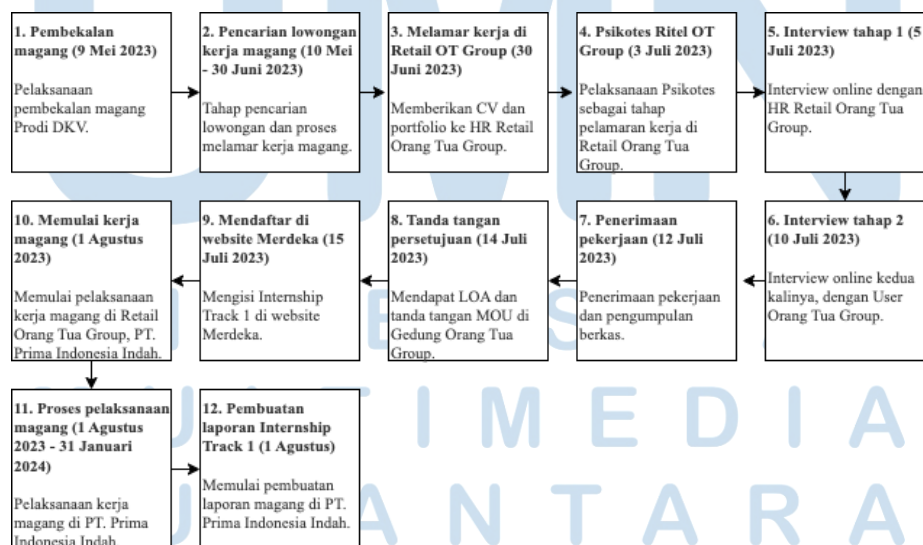 1. Pembekalan
magang (9 Mei 2023)
Pelaksanaan
pembekalan magang
Prodi DKV.
2. Pencarian lowongan
kerja magang (10 Mei
- 30 Juni 2023)
Tahap pencarian
lowongan dan proses
melamar kerja magang.
3. Melamar kerja di
Retail OT Group (30
Juni 2023)
Memberikan CV dan
portfolio ke HR Retail
Orang Tua Group.
4. Psikotes Ritel OT
Group (3 Juli 2023)
Pelaksanaan Psikotes
sebagai tahap
pelamaran kerja di
Retail Orang Tua
Group.
5. Interview tahap 1 (5
Juli 2023)
Interview online dengan
HR Retail Orang Tua
Group.
6. Interview tahap 2
(10 Juli 2023)
Interview online kedua
kalinya, dengan User
Orang Tua Group.
7. Penerimaan
pekerjaan (12 Juli
2023)
Penerimaan pekerjaan
dan pengumpulan
berkas.
8. Tanda tangan
persetujuan (14 Juli
2023)
Mendapat LOA dan
tanda tangan MOU di
Gedung Orang Tua
Group.
9. Mendaftar di
website Merdeka (15
Juli 2023)
Mengisi Internship
Track 1 di website
Merdeka.
10. Memulai kerja
magang (1 Agustus
2023)
Memulai pelaksanaan
kerja magang di Retail
Orang Tua Group, PT.
Prima Indonesia Indah.
11. Proses pelaksanaan
magang (1 Agustus
2023 - 31 Januari
2024)
Pelaksanaan kerja
magang di PT. Prima
Indonesia Indah
12. Pembuatan
laporan Internship
Track 1 (1 Agustus)
Memulai pembuatan
laporan magang di PT.
Prima Indonesia Indah.